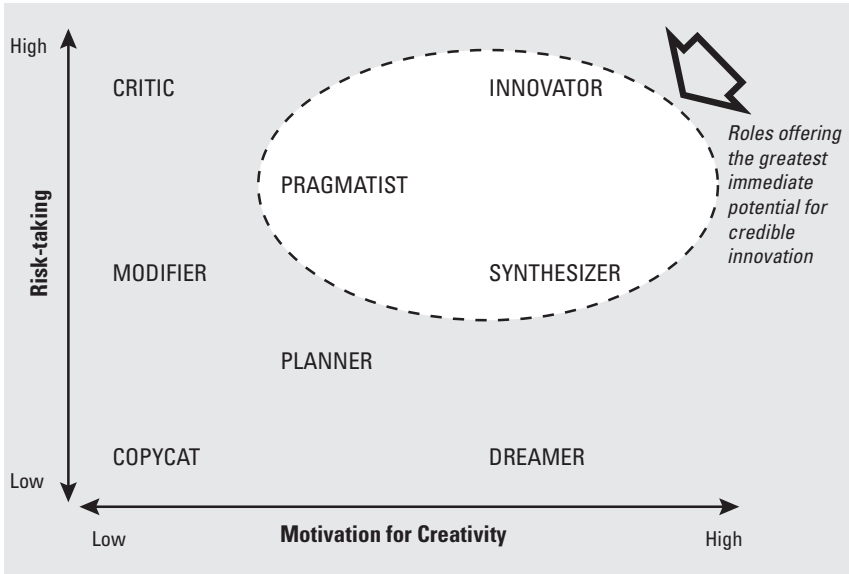 High
CRITIC
INNOVATOR
Roles offering
the greatest
immediate
potential for
credible
innovation
PRAGMATIST
Risk-taking
MODIFIER
SYNTHESIZER
PLANNER
COPYCAT
DREAMER
Low
Low
Motivation for Creativity
High